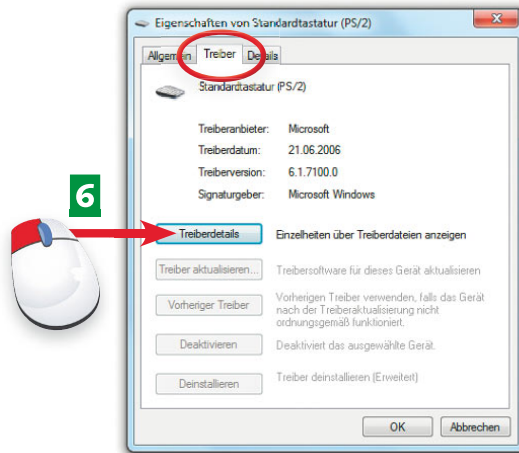 Eigenschaften von Standardtastatur (PS/2)
Allgemein Treiber Details
Standardtastatur (PS/2)
Treiberanbieter: Microsoft
Treiberdatum: 21.06.2006
Treiberversion: 6.1.7100.0
Signaturgeber: Microsoft Windows
6
Treiberdetails Einzelheiten über Treiberdateien anzeigen
Treiber aktualisieren... Treibersoftware für dieses Gerät aktualisieren
Vorheriger Treiber Vorherigen Treiber verwenden, falls das Gerät
nach der Treiberaktualisierung nicht
ordnungsgemäß funktioniert.
Deaktivieren Deaktiviert das ausgewählte Gerät.
Deinstallieren Treiber deinstallieren (Erweitert)
OK Abbrechen